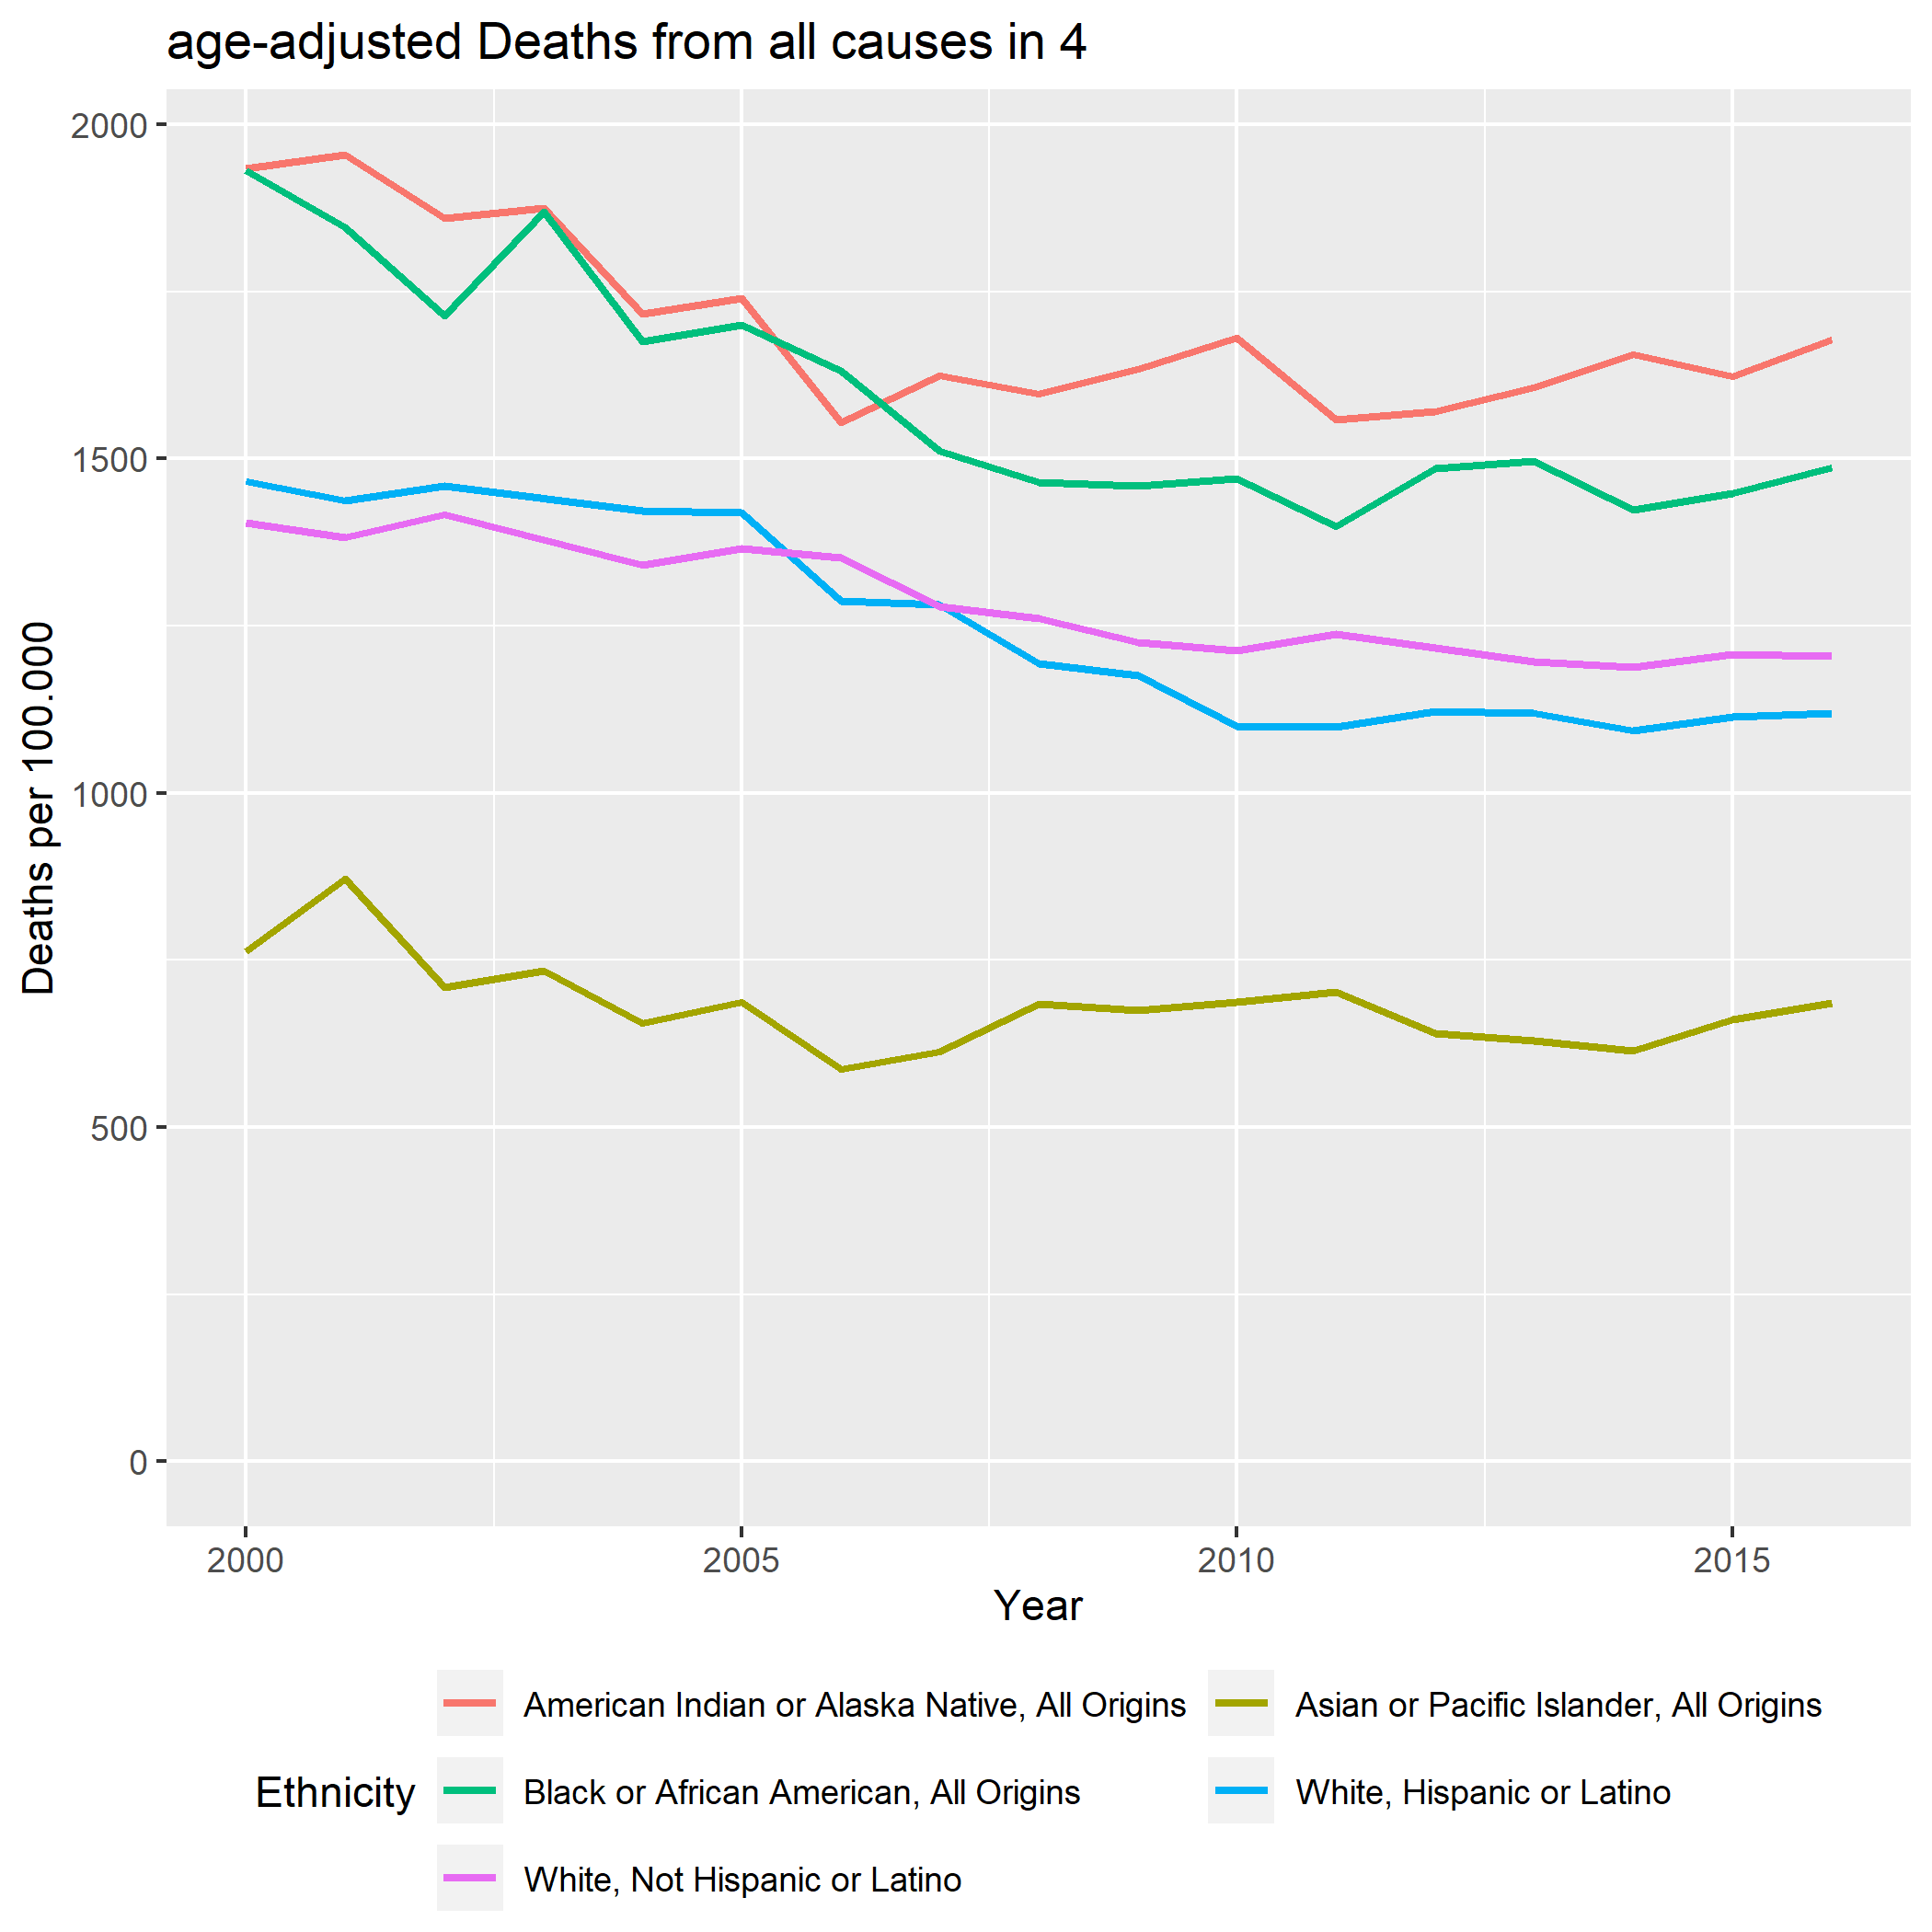 age-adjusted Deaths from all causes in 4
2000
1500
1000
500
0
Deaths per 100.000
2000 2005 2010 2015
Year
Ethnicity
American Indian or Alaska Native, All Origins
Asian or Pacific Islander, All Origins
Black or African American, All Origins
White, Hispanic or Latino
White, Not Hispanic or Latino